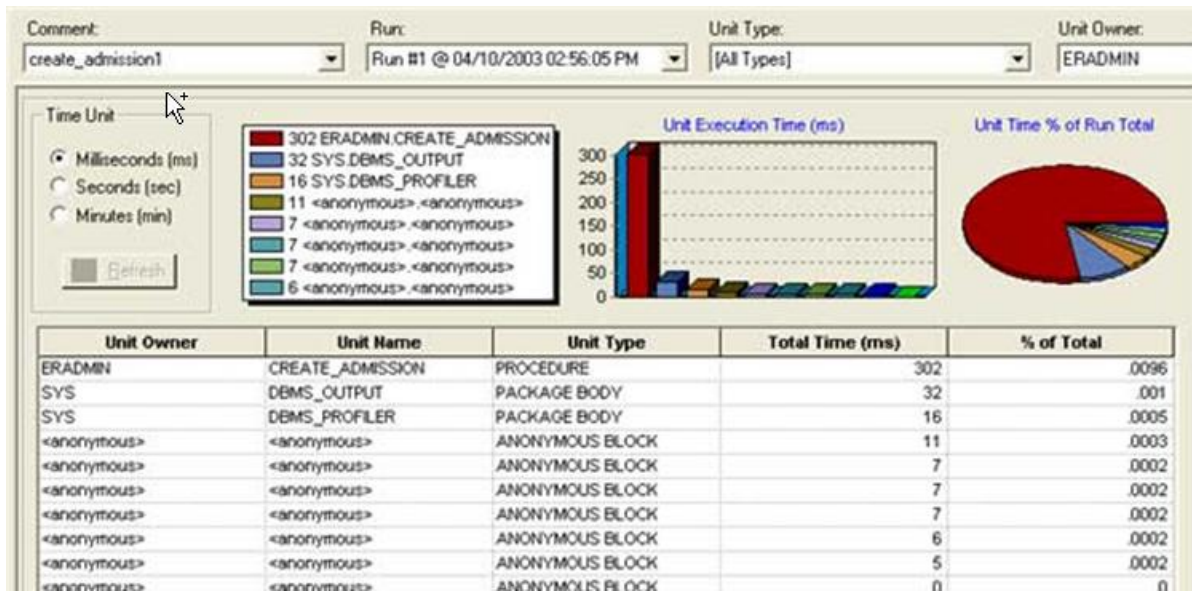 Comment: Run: Unit Type: Unit Owner:
create_admission1 Run #1 @ 04/10/2003 02:56:05 PM [All Types] ERADMIN
Time Unit
Milliseconds (ms)
Seconds (sec)
Minutes (min)
Refresh
302 ERADMIN.CREATE_ADMISSION
32 SYS.DBMS_OUTPUT
16 SYS.DBMS_PROFILER
11 <anonymous>.<anonymous>
7 <anonymous>.<anonymous>
7 <anonymous>.<anonymous>
7 <anonymous>.<anonymous>
6 <anonymous>.<anonymous>
Unit Execution Time (ms)
300
250
200
150
100
50
0
Unit Time % of Run Total
Unit Owner Unit Name Unit Type Total Time (ms) % of Total
ERADMIN CREATE_ADMISSION PROCEDURE 302 .0096
SYS DBMS_OUTPUT PACKAGE BODY 32 .001
SYS DBMS_PROFILER PACKAGE BODY 16 .0005
<anonymous> <anonymous> ANONYMOUS BLOCK 11 .0003
<anonymous> <anonymous> ANONYMOUS BLOCK 7 .0002
<anonymous> <anonymous> ANONYMOUS BLOCK 7 .0002
<anonymous> <anonymous> ANONYMOUS BLOCK 7 .0002
<anonymous> <anonymous> ANONYMOUS BLOCK 6 .0002
<anonymous> <anonymous> ANONYMOUS BLOCK 5 .0002
<anonymous> <anonymous> ANONYMOUS BLOCK 0 0